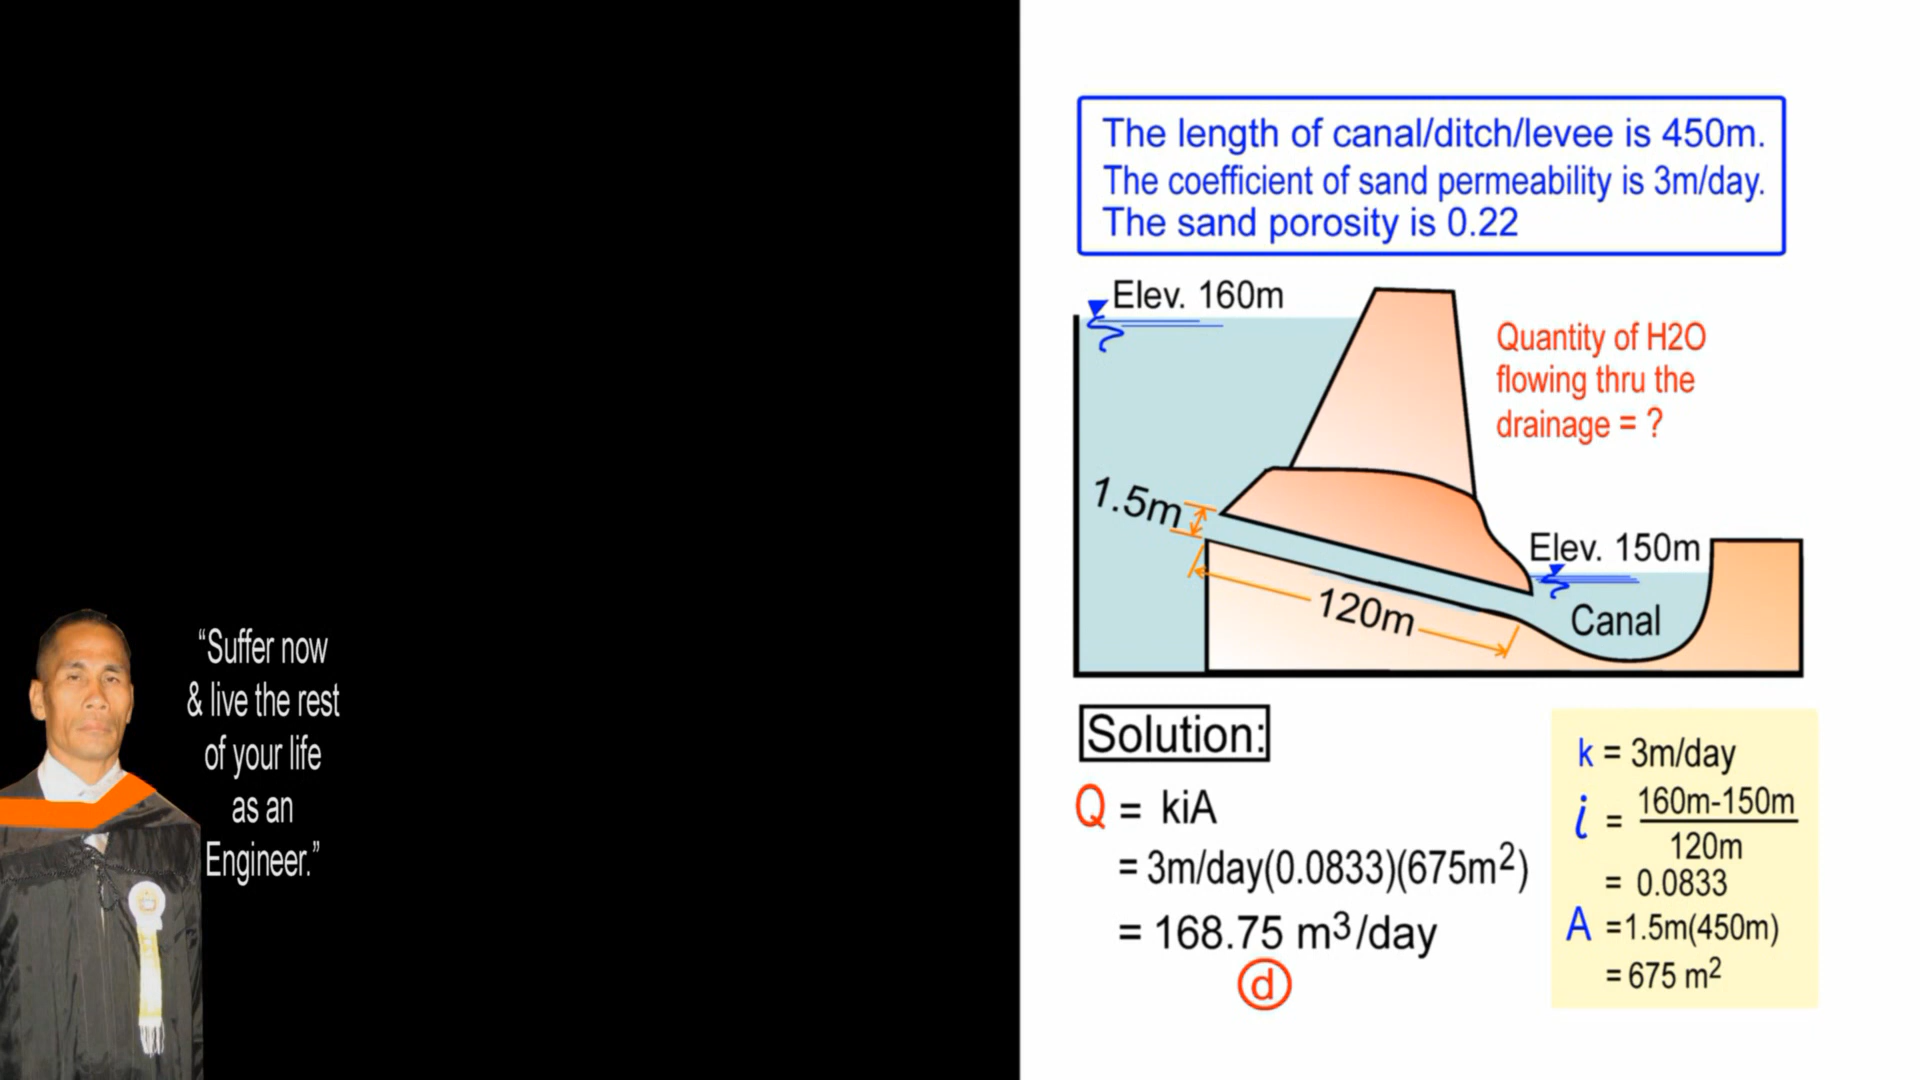 “Suffer now
& live the rest
of your life
as an
Engineer.”
The length of canal/ditch/levee is 450m.
The coefficient of sand permeability is 3m/day.
The sand porosity is 0.22
Elev. 160m
Quantity of H2O
flowing thru the
drainage = ?
1.5m
Elev. 150m
120m
Canal
Solution:
Q = kiA
= 3m/day(0.0833)(675m²)
= 168.75 m³/day
d
k = 3m/day
i = 160m-150m
120m
= 0.0833
A =1.5m(450m)
= 675 m²